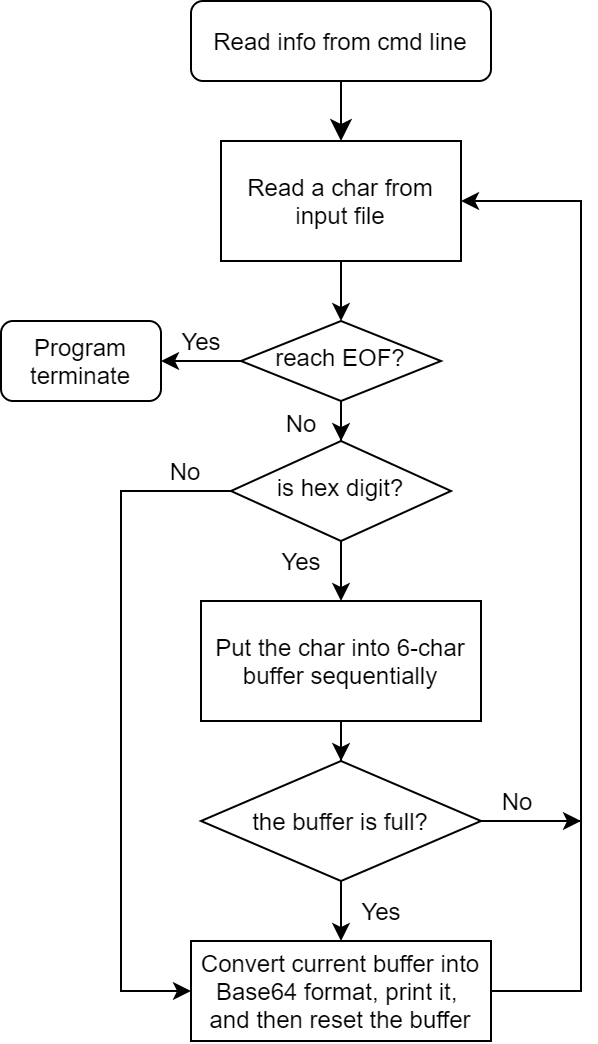 Read info from cmd line
Read a char from
input file
Yes
reach EOF?
Program
terminate
No
No
is hex digit?
Yes
Put the char into 6-char
buffer sequentially
the buffer is full?
No
Yes
Convert current buffer into
Base64 format, print it,
and then reset the buffer